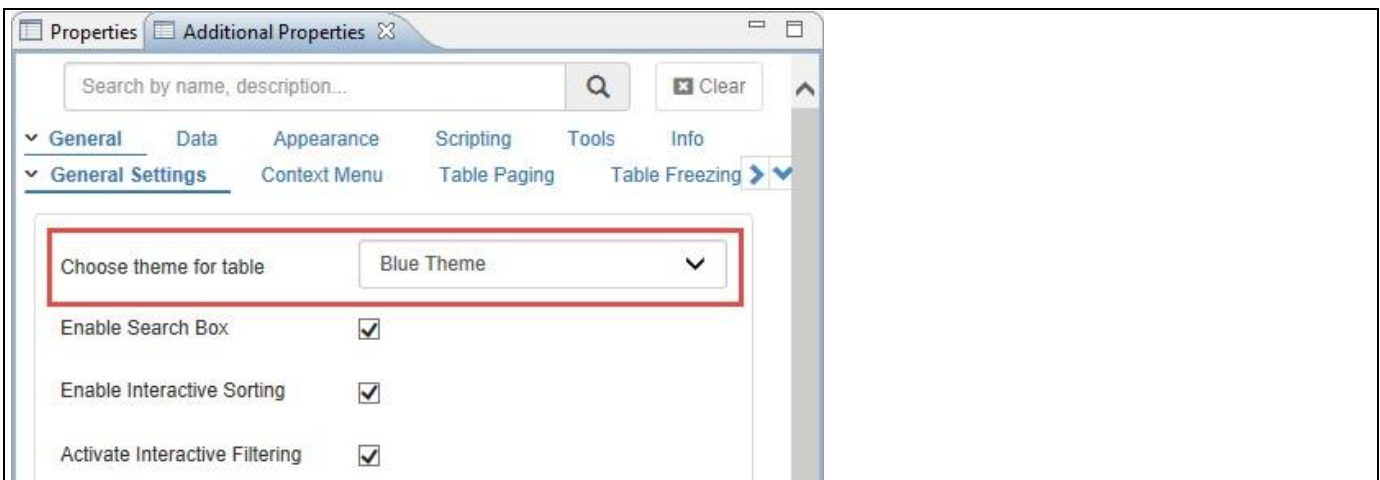 Properties Additional Properties
Search by name, description... Clear
General Data Appearance Scripting Tools Info
General Settings Context Menu Table Paging Table Freezing
Choose theme for table Blue Theme
Enable Search Box
Enable Interactive Sorting
Activate Interactive Filtering